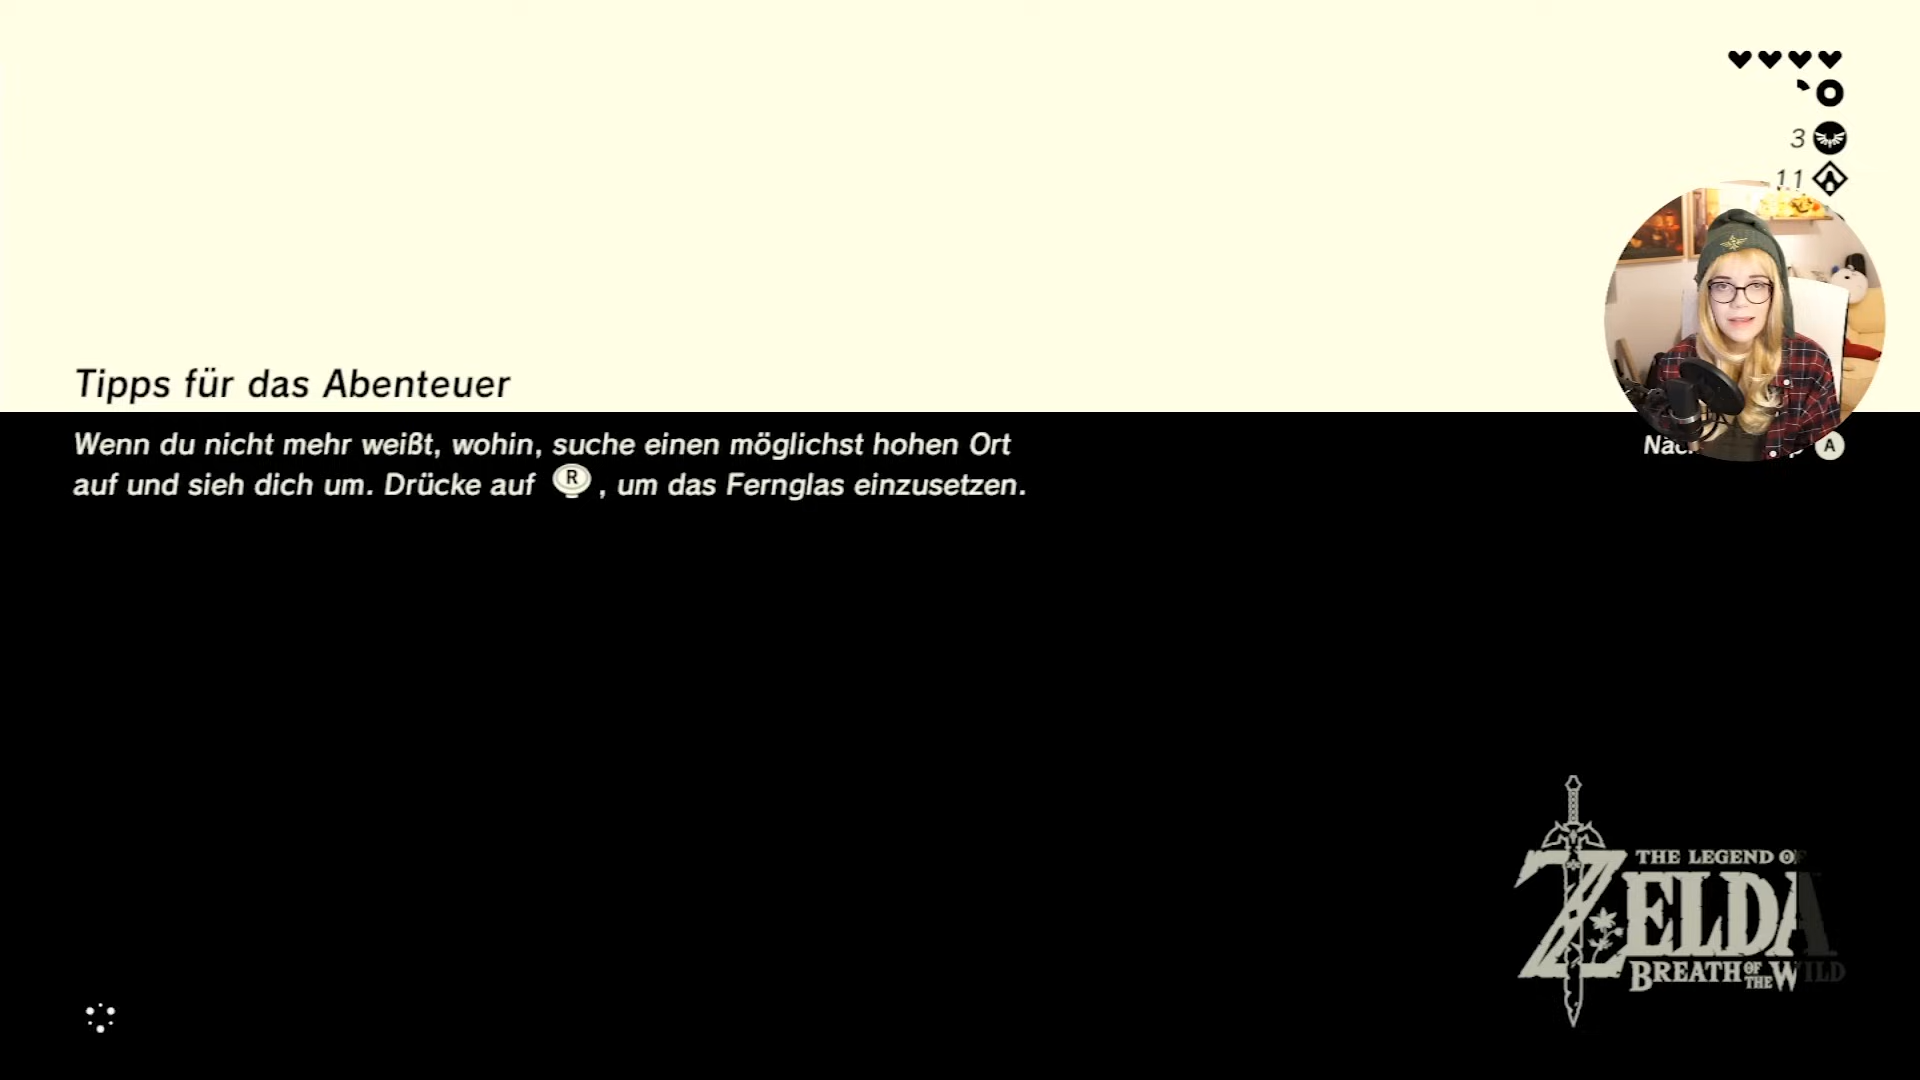 3
11
Tipps für das Abenteuer
Wenn du nicht mehr weißt, wohin, suche einen möglichst hohen Ort
auf und sieh dich um. Drücke auf R, um das Fernglas einzusetzen.
A
THE LEGEND OF
ZELDA
BREATH OF THE WILD